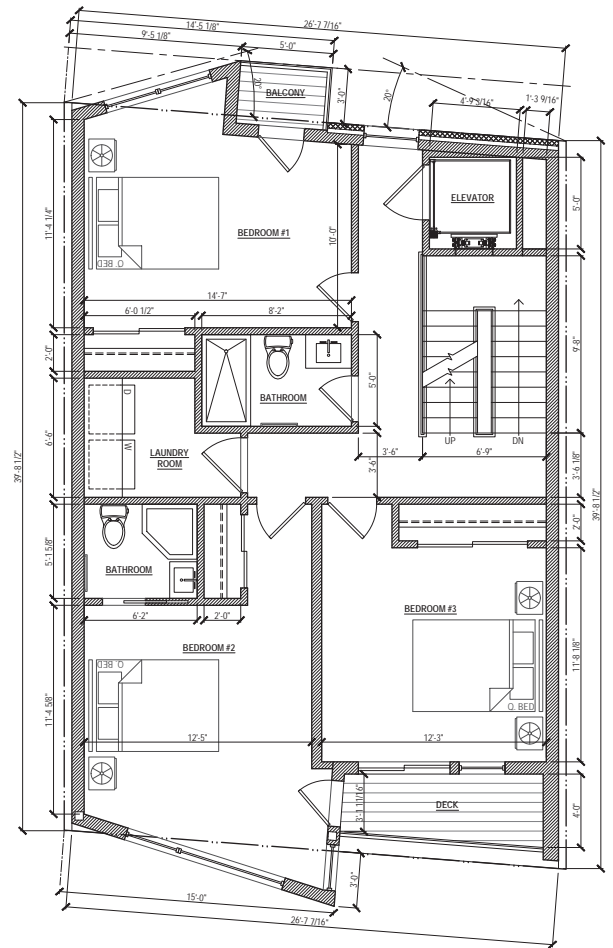 26'-7 7/16"
14'-5 1/8"
9'-5 1/8"
5'-0"
20°
BALCONY
3'-0"
20°
4'-9 3/16"
1'-3 9/16"
ELEVATOR
5'-0"
11'-4 1/4"
BEDROOM #1
10'-0"
Q. BED
14'-7"
6'-0 1/2"
8'-2"
2'-0"
9'-8"
BATHROOM
5'-0"
D
W
LAUNDRY
ROOM
6'-6"
UP
DN
3'-6"
6'-9"
3'-6"
3'-6 1/8"
39'-8 1/2"
39'-8 1/2"
2'-0"
5'-1 5/8"
BATHROOM
6'-2"
2'-0"
BEDROOM #3
BEDROOM #2
Q. BED
11'-8 1/8"
Q. BED
11'-4 5/8"
12'-5"
12'-3"
3'-1 11/16"
DECK
4'-0"
3'-0"
15'-0"
26'-7 7/16"